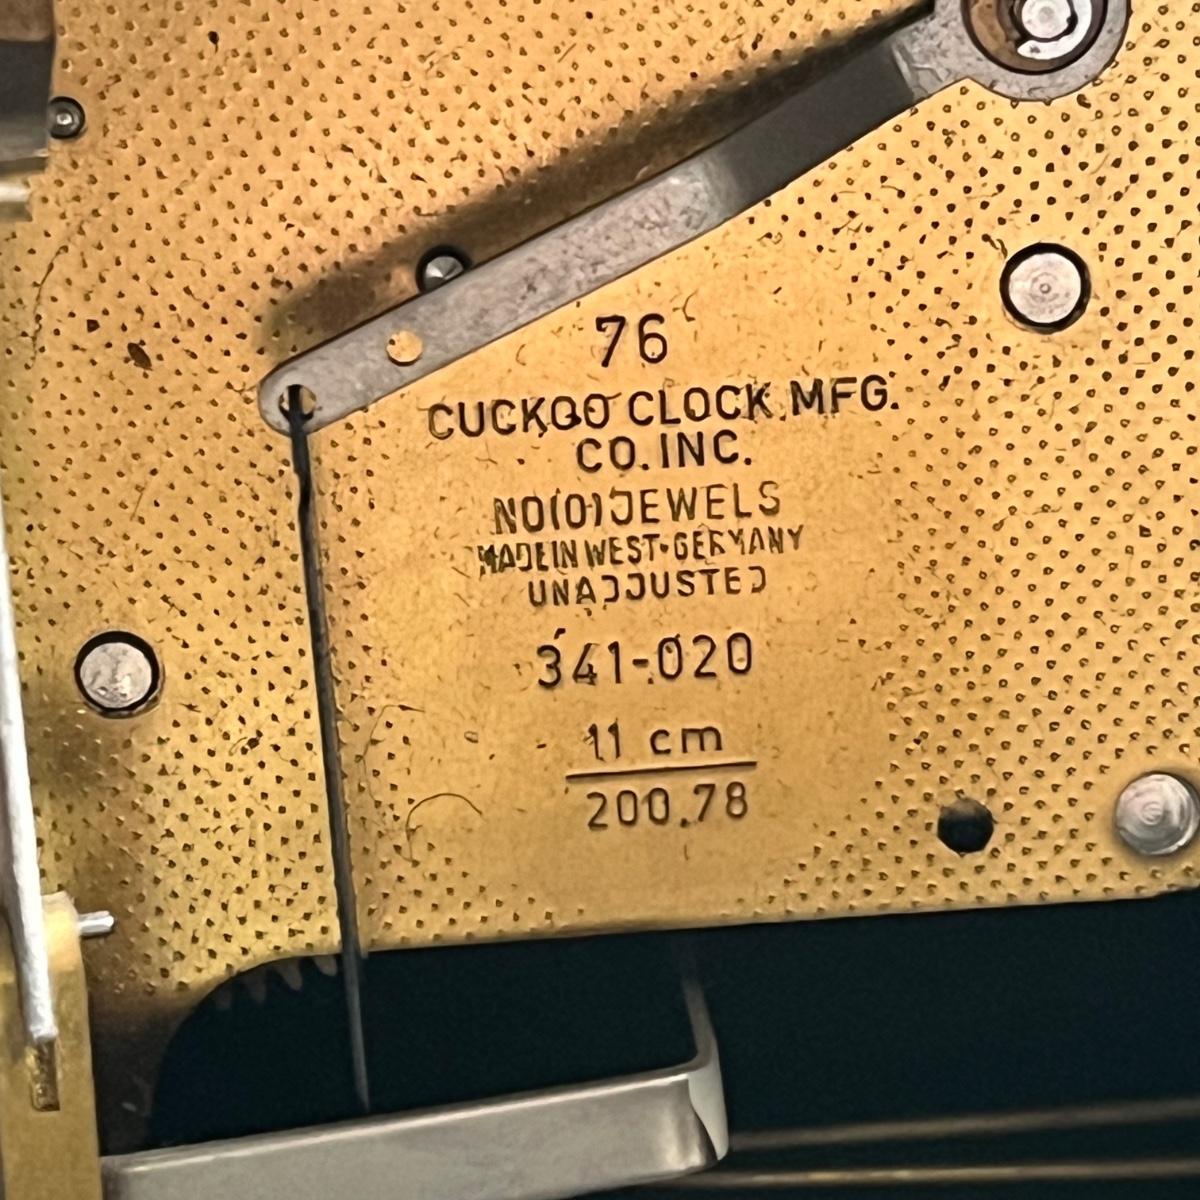 76
CUCKOO CLOCK MFG.
CO. INC.
NO (0) JEWELS
MADE IN WEST-GERMANY
UNADJUSTED
341-020
11 cm
200.78